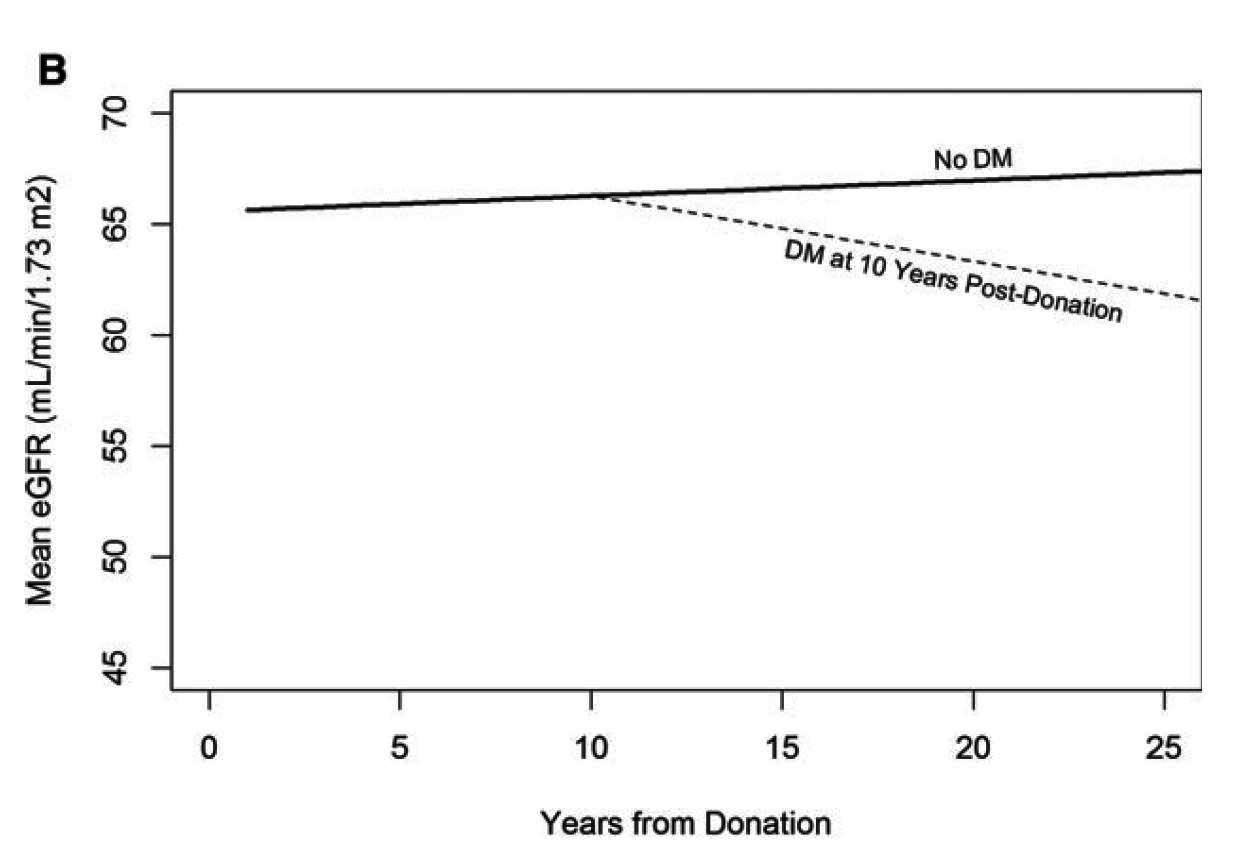 B
Mean eGFR (mL/min/1.73 m2)
70
65
60
55
50
45
No DM
DM at 10 Years Post-Donation
0 5 10 15 20 25
Years from Donation